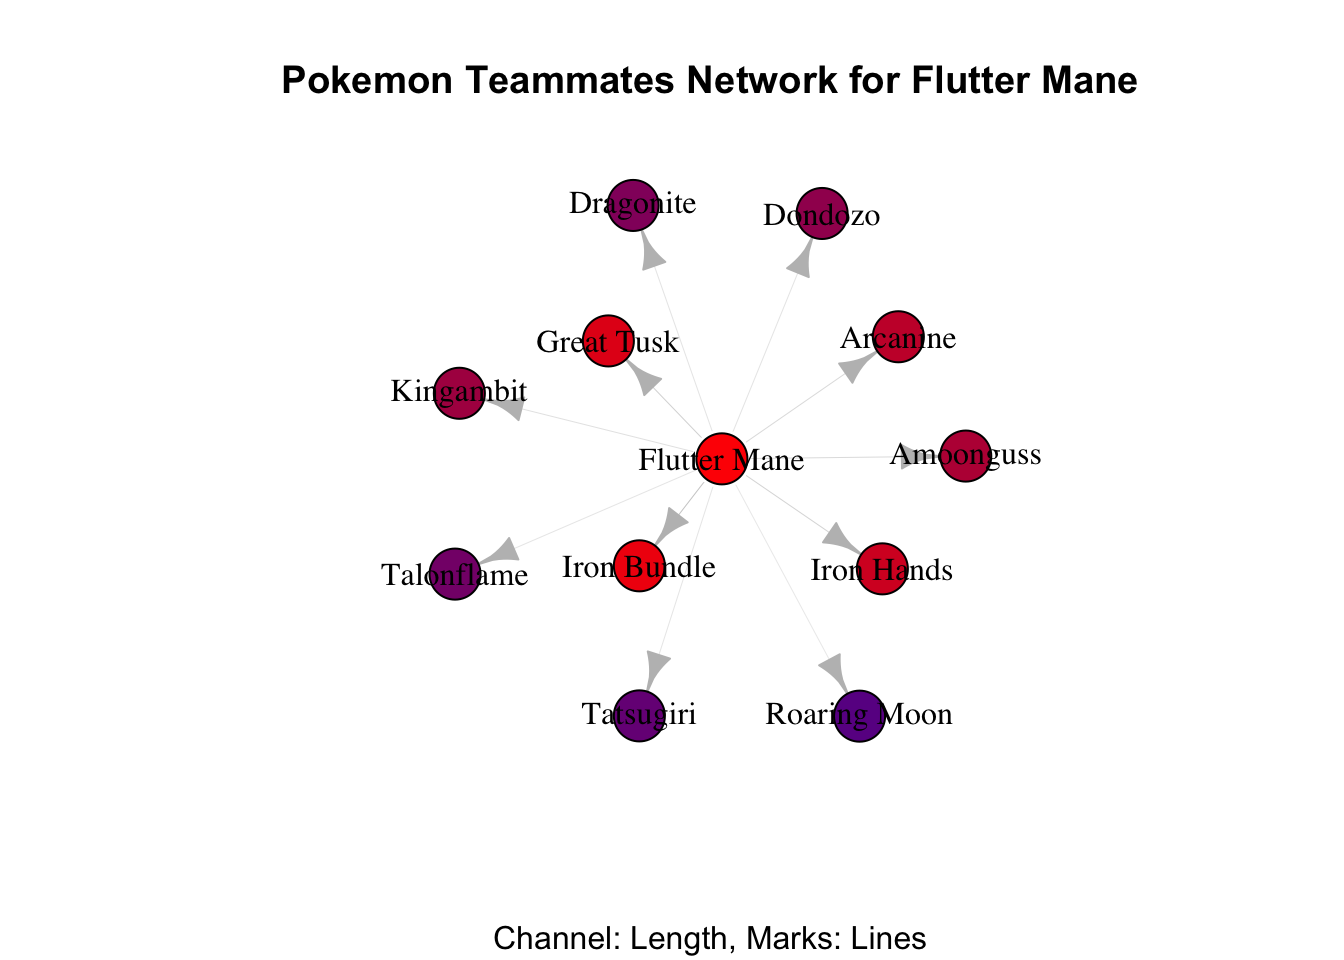 Pokemon Teammates Network for Flutter Mane
Dragonite
Dondozo
Great Tusk
Arcanine
Kingambit
Flutter Mane
Amoonguss
Talonflame
Iron Bundle
Iron Hands
Tatsugiri
Roaring Moon
Channel: Length, Marks: Lines